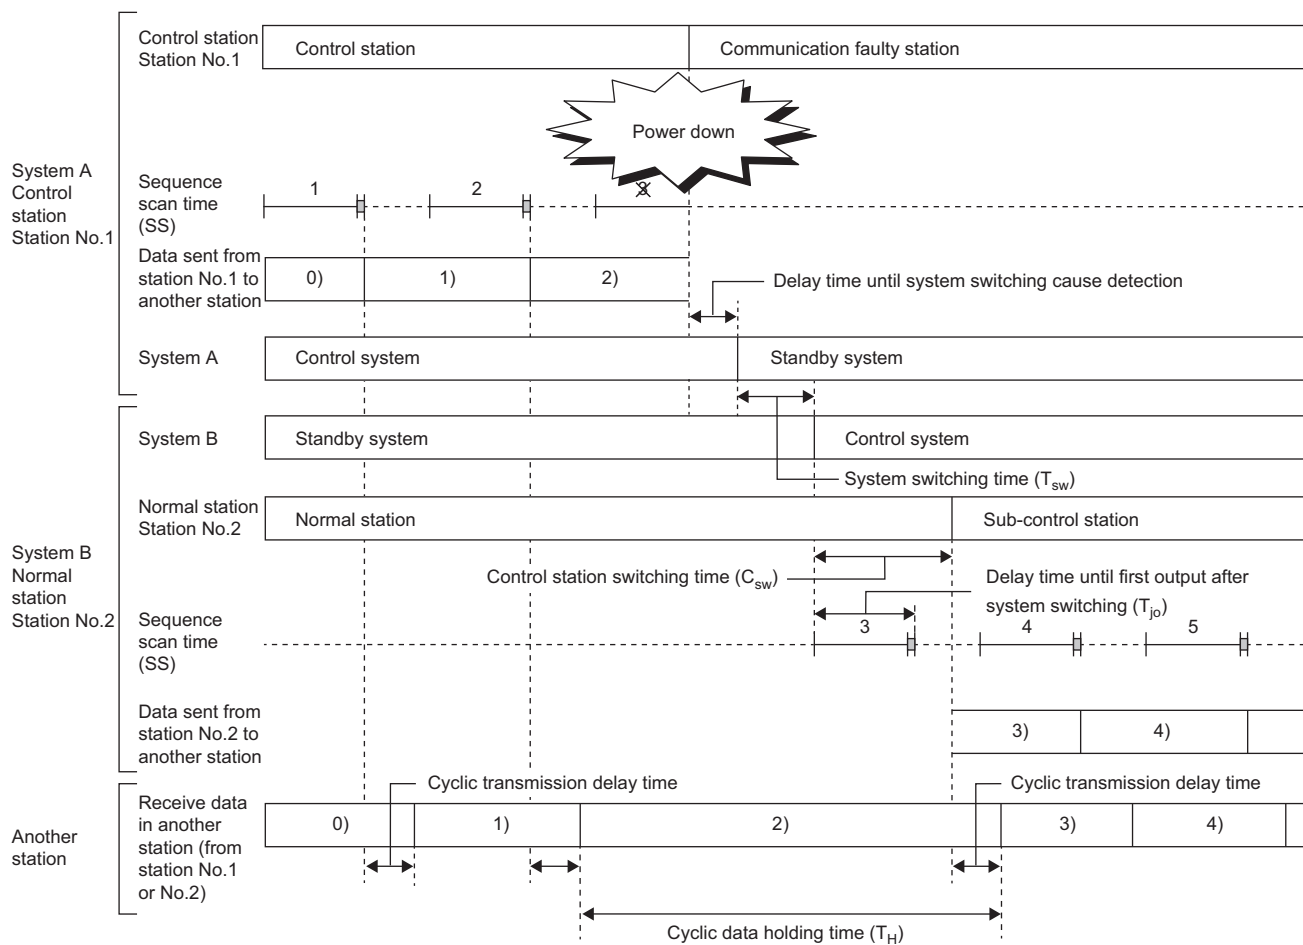 Control station
Station No.1
Control station
Communication faulty station
Power down
System A
Control
station
Station No.1
Sequence
scan time
(SS)
1
2
3
Data sent from
station No.1 to
another station
0)
1)
2)
Delay time until system switching cause detection
System A
Control system
Standby system
System B
Standby system
Control system
System switching time (Tsw)
Normal station
Station No.2
Normal station
Sub-control station
System B
Normal
station
Station No.2
Control station switching time (Csw)
Delay time until first output after
system switching (Tjo)
Sequence
scan time
(SS)
3
4
5
Data sent from
station No.2 to
another station
3)
4)
Cyclic transmission delay time
Cyclic transmission delay time
Another
station
Receive data
in another
station (from
station No.1
or No.2)
0)
1)
2)
3)
4)
Cyclic data holding time (TH)